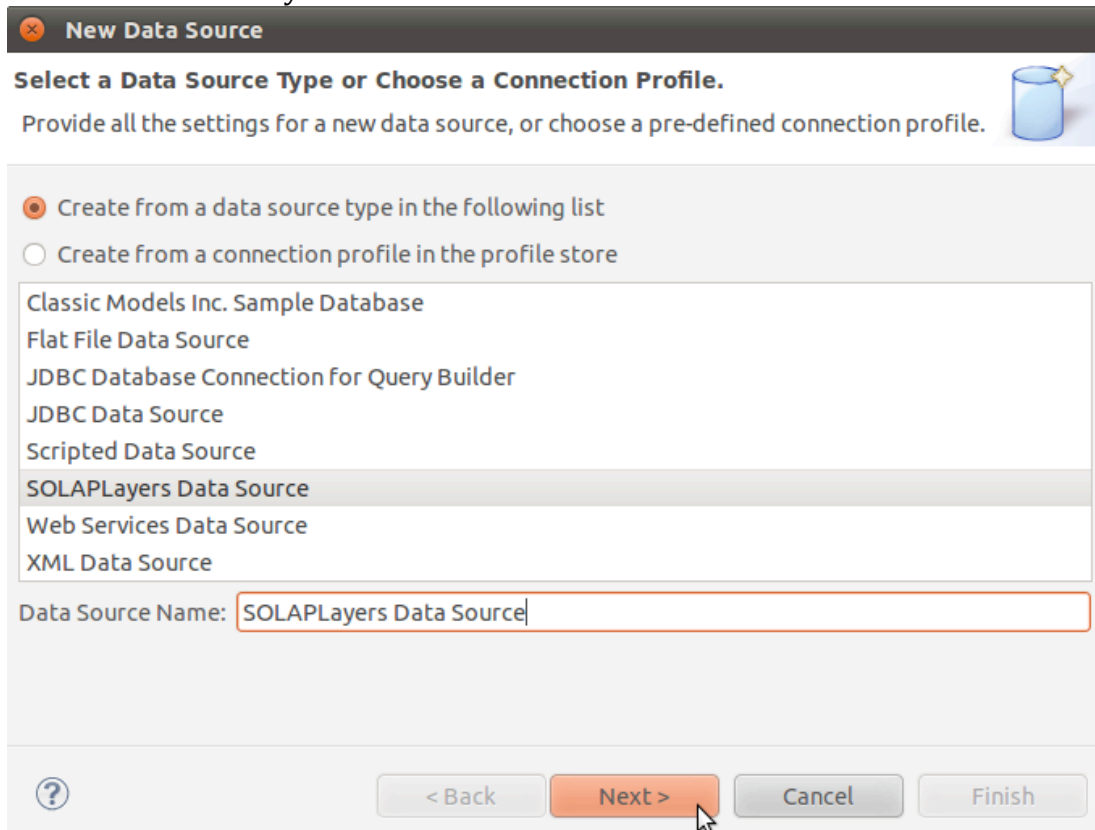 New Data Source
Select a Data Source Type or Choose a Connection Profile.
Provide all the settings for a new data source, or choose a pre-defined connection profile.
Create from a data source type in the following list
Create from a connection profile in the profile store
Classic Models Inc. Sample Database
Flat File Data Source
JDBC Database Connection for Query Builder
JDBC Data Source
Scripted Data Source
SOLAPLayers Data Source
Web Services Data Source
XML Data Source
Data Source Name: SOLAPLayers Data Source
? < Back Next > Cancel Finish